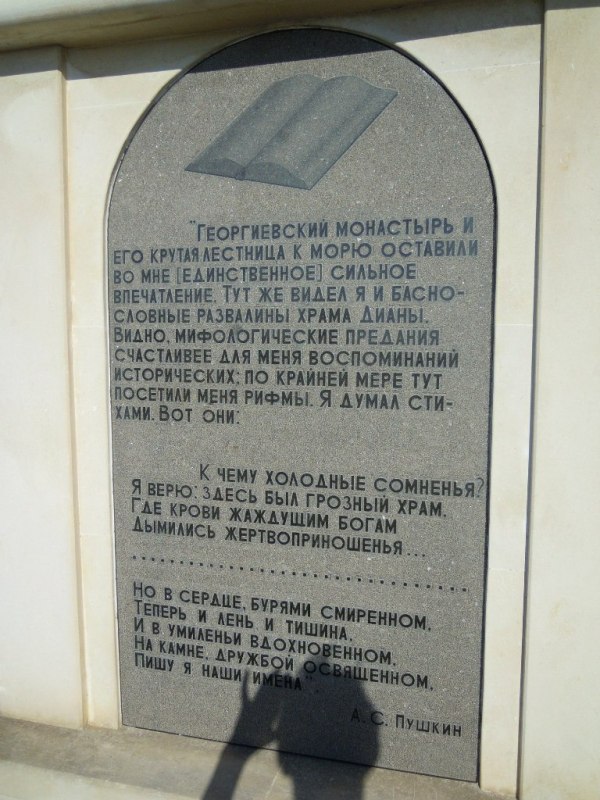 "Георгиевский монастырь и
его крутая лестница к морю оставили
во мне [единственное] сильное
впечатление. Тут же видел я и басно-
словные развалины храма Дианы.
Видно, мифологические предания
счастливее для меня воспоминаний
исторических; по крайней мере тут
посетили меня рифмы. Я думал сти-
хами. Вот они:
К чему холодные сомненья?
Я верю: здесь был грозный храм,
Где крови жаждущим богам
Дымились жертвоприношенья...
..............................
Но в сердце, бурями смиренном,
Теперь и лень и тишина,
И в умиленьи вдохновенном,
На камне, дружбой освященном,
Пишу я наши имена".
А. С. Пушкин